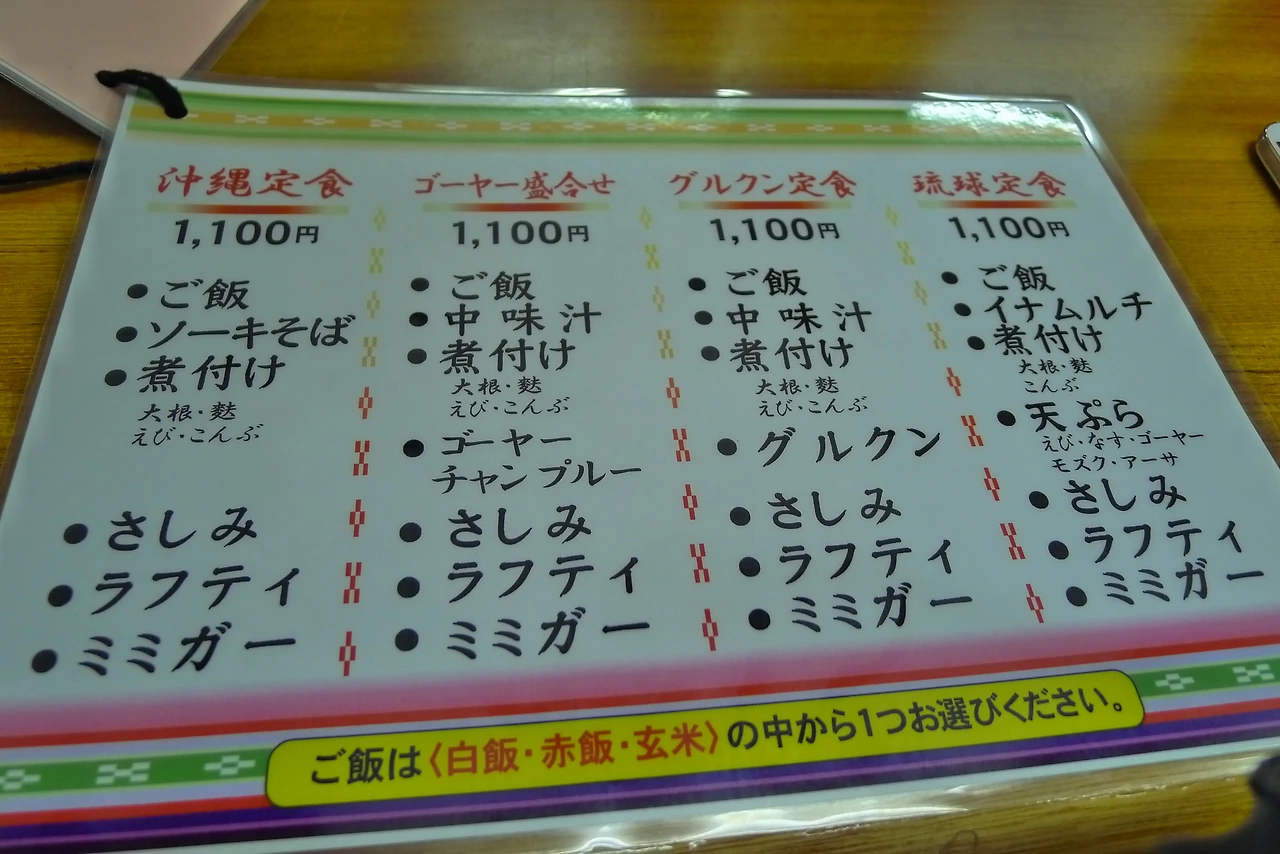 沖縄定食
1,100円
●ご飯
●ソーキそば
●煮付け
大根・麩
えび・こんぶ
●さしみ
●ラフティ
●ミミガー
ゴーヤー盛合せ
1,100円
●ご飯
●中味汁
●煮付け
大根・麩
えび・こんぶ
●ゴーヤー
チャンプルー
●さしみ
●ラフティ
●ミミガー
グルクン定食
1,100円
●ご飯
●中味汁
●煮付け
大根・麩
えび・こんぶ
●グルクン
●さしみ
●ラフティ
●ミミガー
琉球定食
1,100円
●ご飯
●イナムルチ
●煮付け
大根・麩
こんぶ
●天ぷら
えび・なす・ゴーヤー
モズク・アーサ
●さしみ
●ラフティ
●ミミガー
ご飯は〈白飯・赤飯・玄米〉の中から1つお選びください。